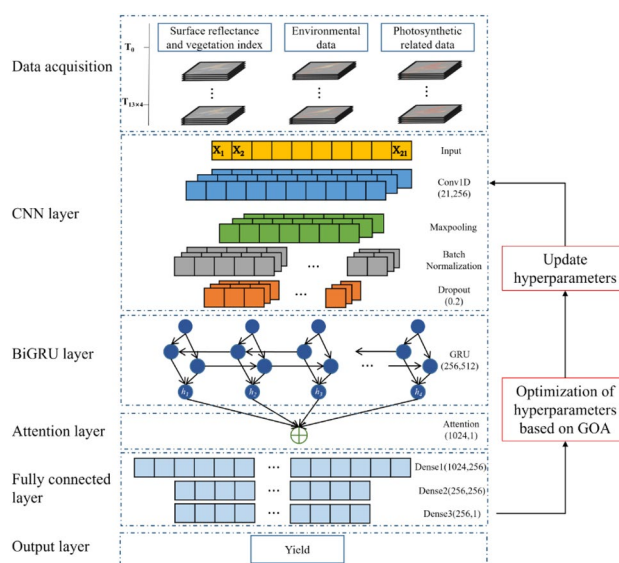 Surface reflectance
and vegetation index
Environmental
data
Photosynthetic
related data
T0
Data acquisition
T13×4
X1 X2 X21
Input
Conv1D
(21,256)
CNN layer
Maxpooling
Batch
Normalization
Dropout
(0.2)
Update
hyperparameters
BiGRU layer
GRU
(256,512)
h1 h2 h3
Optimization of
hyperparameters
based on GOA
Attention layer
Attention
(1024,1)
Fully connected
layer
Dense1(1024,256)
Dense2(256,256)
Dense3(256,1)
Output layer
Yield